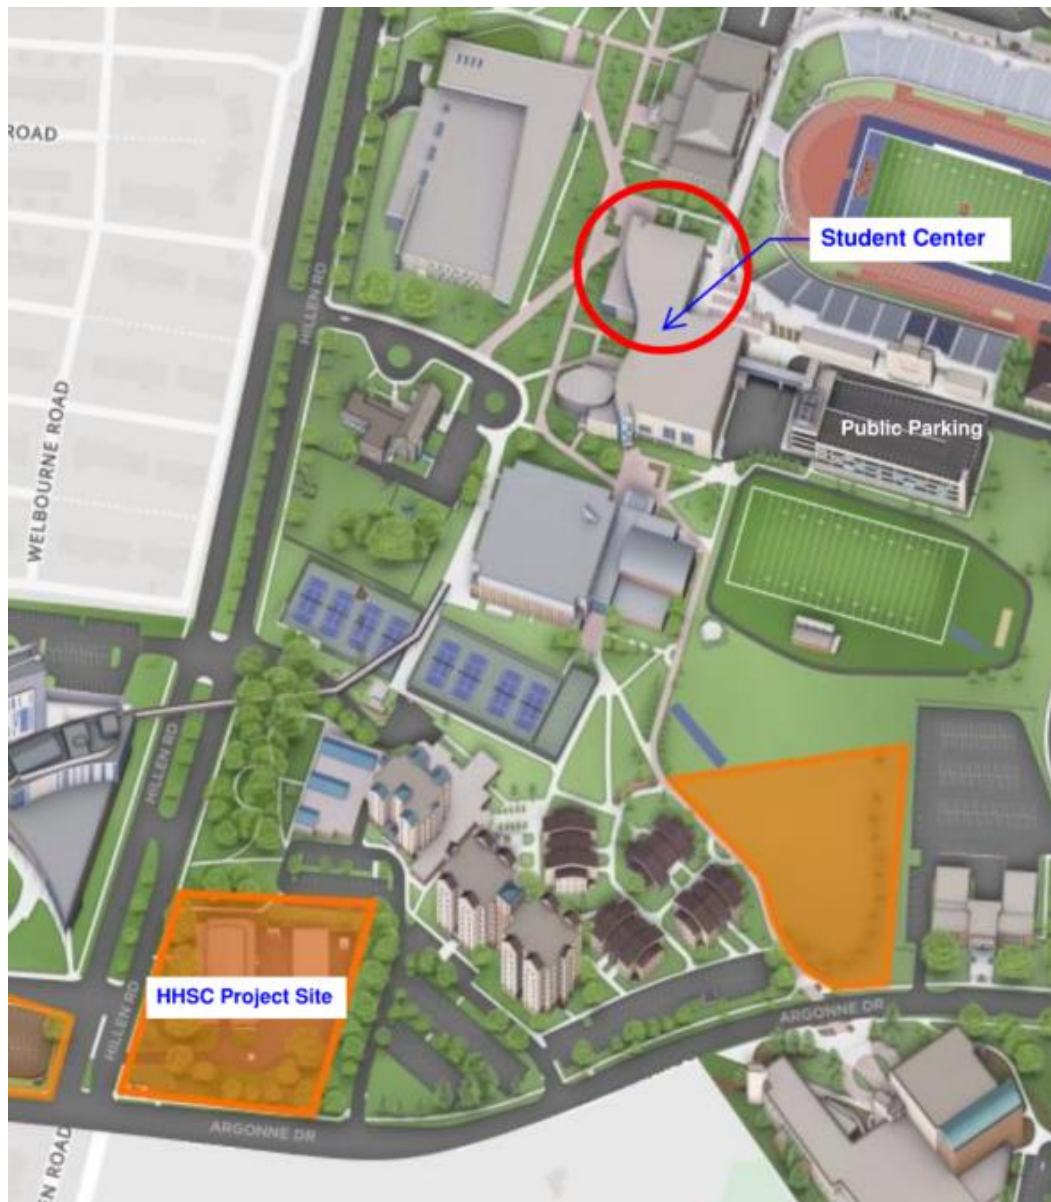 ROAD
Student Center
HILLEN RD
WELBOURNE ROAD
Public Parking
HILLEN RD
HHSC Project Site
HILLEN RD
ARGONNE DR
ARGONNE DR
N ROAD